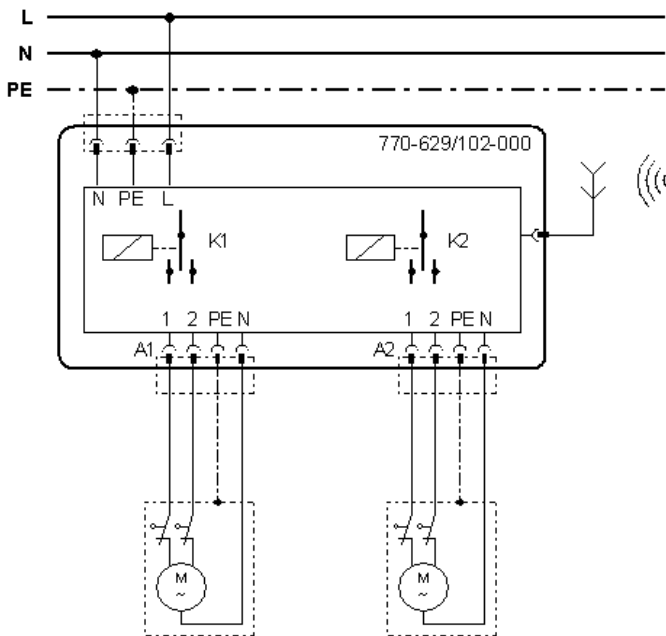 L
N
PE
770-629/102-000
N PE L
K1 K2
1 2 PE N 1 2 PE N
A1 A2
M M
~ ~